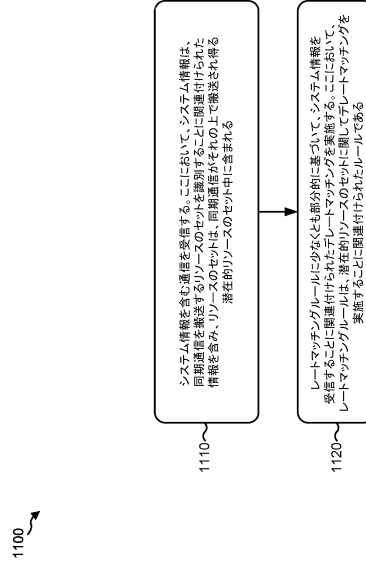 1100
1110
システム情報を含む通信を受信する。ここにおいて、システム情報は、
同期通信を搬送するリソースのセットを識別することに関連付けられた
情報を含み、リソースのセットは、同期通信がそれの上で搬送され得る
潜在的リソースのセット中に含まれる
1120
レートマッチングルールに少なくとも部分的に基づいて、システム情報を
受信することに関連付けられたデレートマッチングを実施する。ここにおいて、
レートマッチングルールは、潜在的リソースのセットに関してデレートマッチングを
実施することに関連付けられたルールである